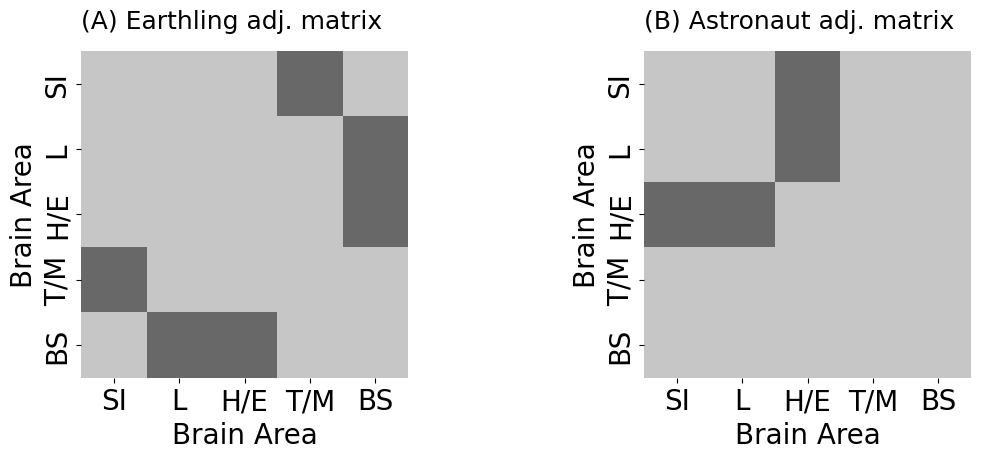 (A) Earthling adj. matrix
Brain Area
SI
L
H/E
T/M
BS
SI L H/E T/M BS
Brain Area
(B) Astronaut adj. matrix
Brain Area
SI
L
H/E
T/M
BS
SI L H/E T/M BS
Brain Area